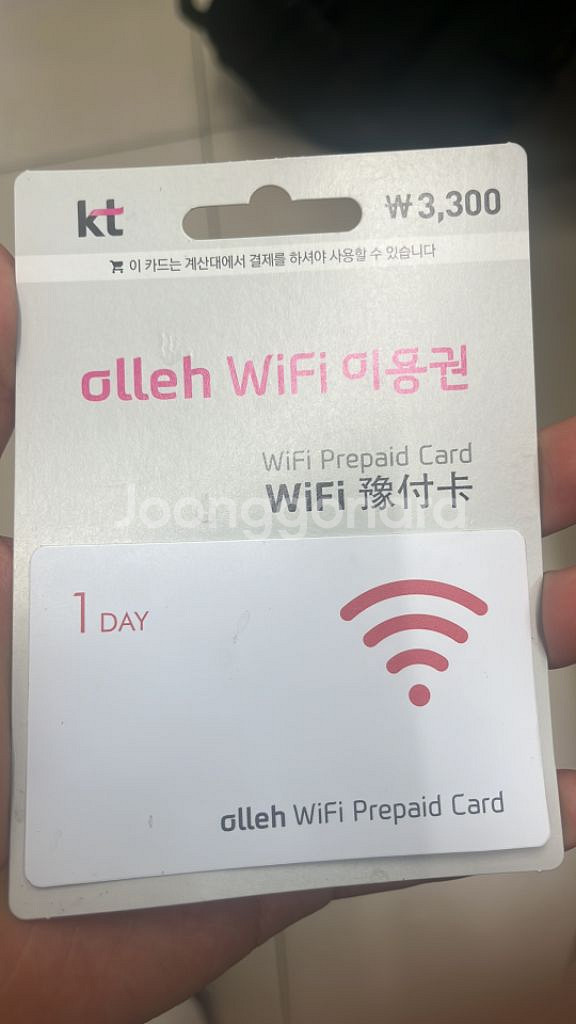 kt
₩3,300
이 카드는 계산대에서 결제를 하셔야 사용할 수 있습니다
olleh WiFi 이용권
WiFi Prepaid Card
WiFi 豫付卡
Joonggonara
1 DAY
olleh WiFi Prepaid Card